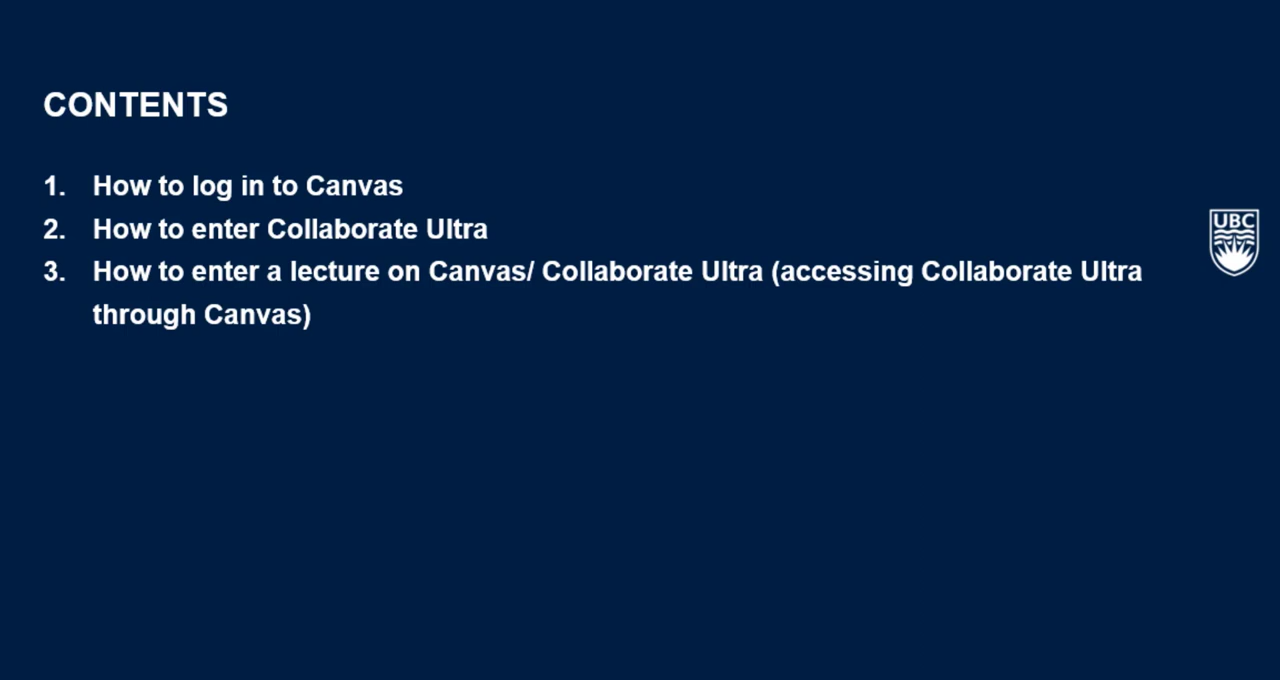 CONTENTS
1. How to log in to Canvas
2. How to enter Collaborate Ultra
3. How to enter a lecture on Canvas/ Collaborate Ultra (accessing Collaborate Ultra
through Canvas)
UBC